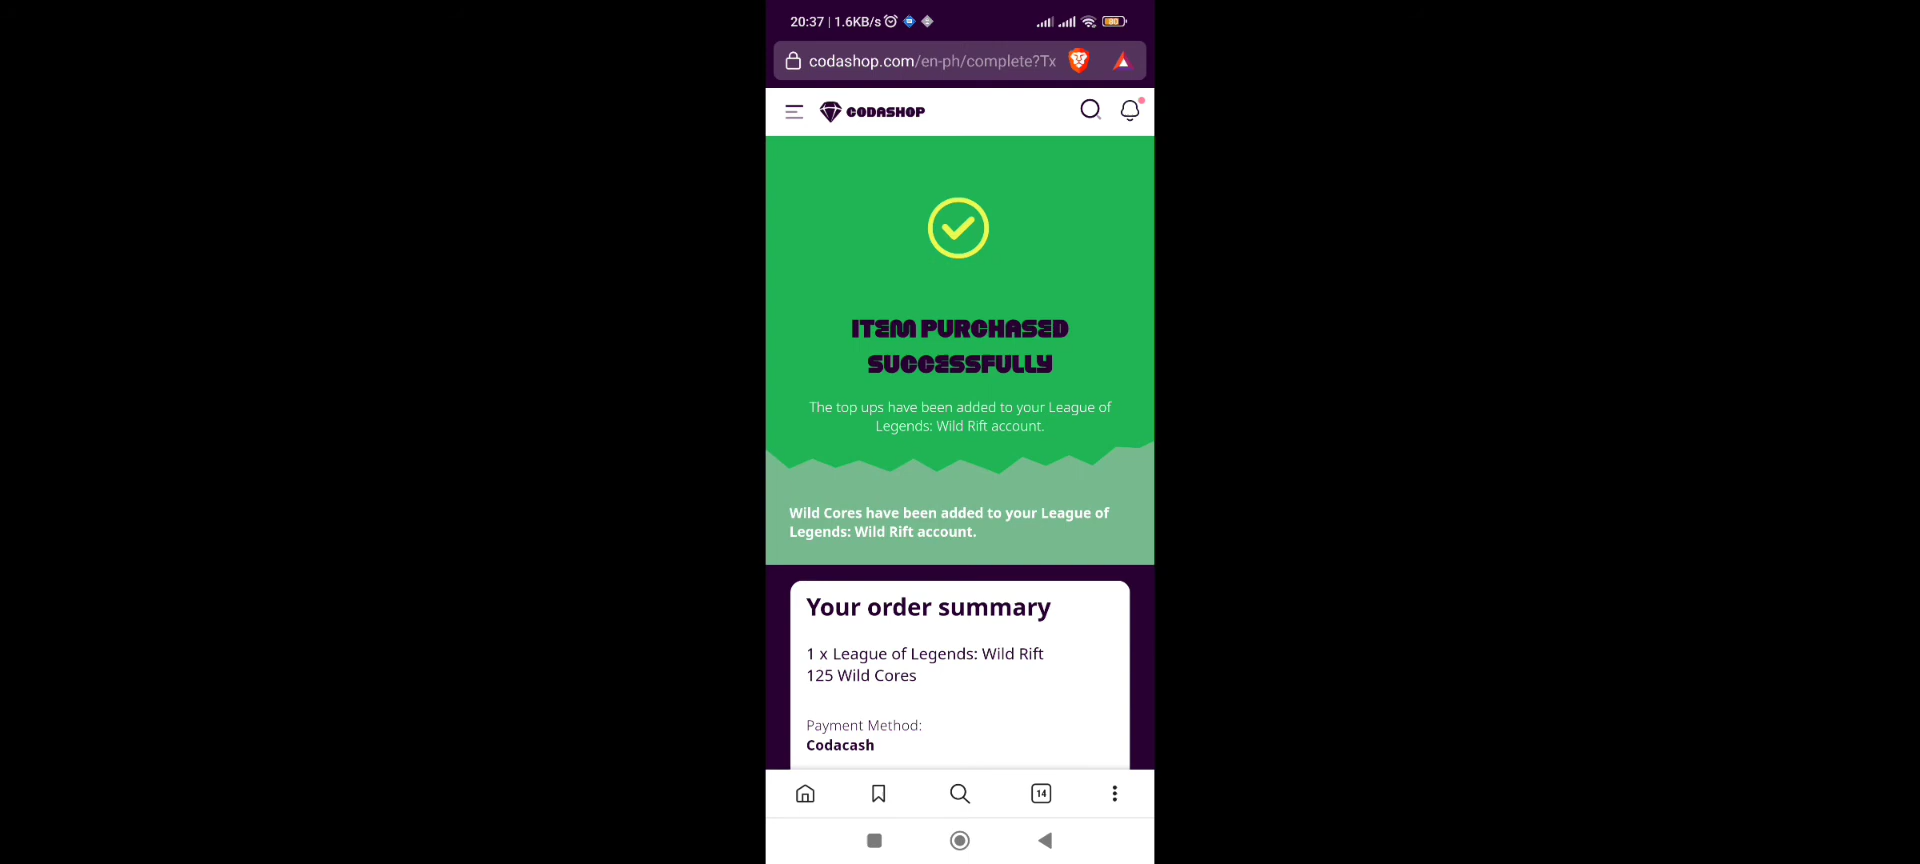 20:37 | 1.6KB/s
80
codashop.com/en-ph/complete?Tx
CODASHOP
ITEM PURCHASED
SUCCESSFULLY
The top ups have been added to your League of
Legends: Wild Rift account.
Wild Cores have been added to your League of
Legends: Wild Rift account.
Your order summary
1 x League of Legends: Wild Rift
125 Wild Cores
Payment Method:
Codacash
14